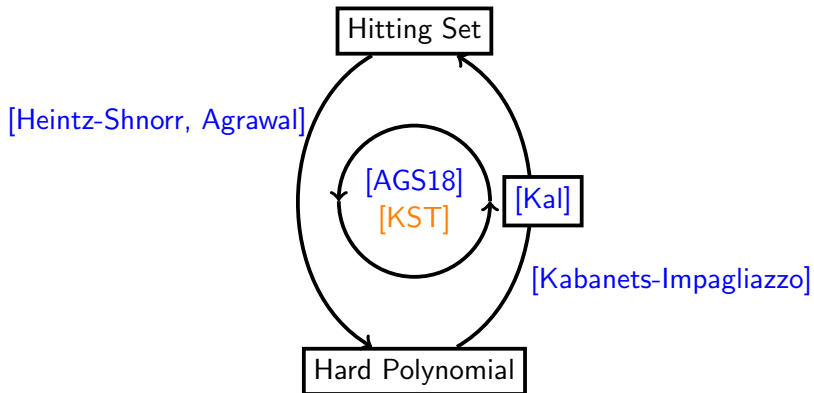 Hitting Set
[Heintz-Shnorr, Agrawal]
[AGS18]
[KST]
[Kal]
[Kabanets-Impagliazzo]
Hard Polynomial